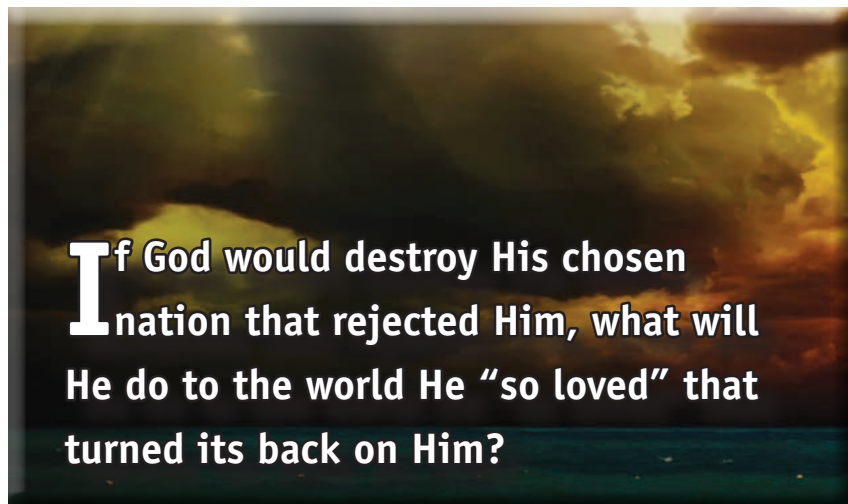 If God would destroy His chosen
nation that rejected Him, what will
He do to the world He “so loved” that
turned its back on Him?